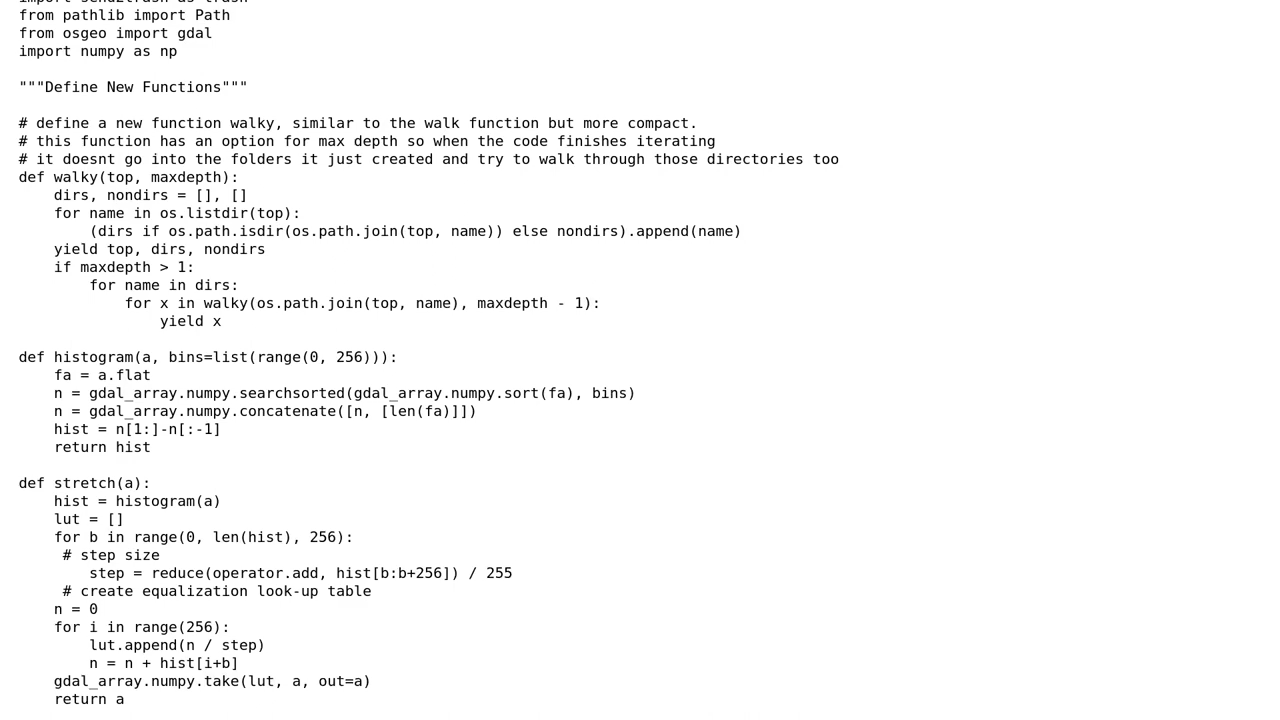 from pathlib import Path
from osgeo import gdal
import numpy as np

"""Define New Functions"""

# define a new function walky, similar to the walk function but more compact.
# this function has an option for max depth so when the code finishes iterating
# it doesnt go into the folders it just created and try to walk through those directories too
def walky(top, maxdepth):
    dirs, nondirs = [], []
    for name in os.listdir(top):
        (dirs if os.path.isdir(os.path.join(top, name)) else nondirs).append(name)
    yield top, dirs, nondirs
    if maxdepth > 1:
        for name in dirs:
            for x in walky(os.path.join(top, name), maxdepth - 1):
                yield x

def histogram(a, bins=list(range(0, 256))):
    fa = a.flat
    n = gdal_array.numpy.searchsorted(gdal_array.numpy.sort(fa), bins)
    n = gdal_array.numpy.concatenate([n, [len(fa)]])
    hist = n[1:]-n[:-1]
    return hist

def stretch(a):
    hist = histogram(a)
    lut = []
    for b in range(0, len(hist), 256):
     # step size
        step = reduce(operator.add, hist[b:b+256]) / 255
     # create equalization look-up table
    n = 0
    for i in range(256):
        lut.append(n / step)
        n = n + hist[i+b]
    gdal_array.numpy.take(lut, a, out=a)
    return a